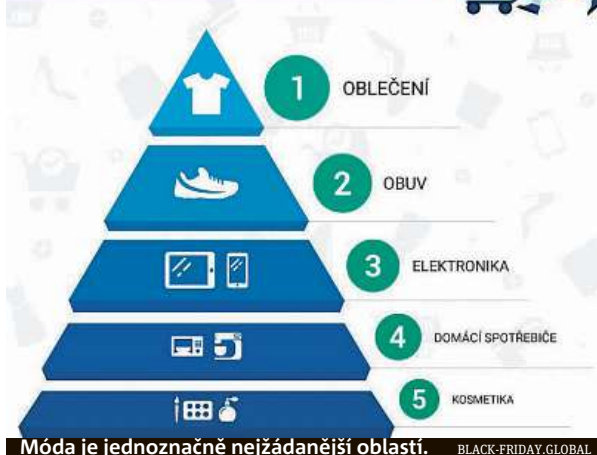 1 OBLEČENÍ
2 OBUV
3 ELEKTRONIKA
4 DOMÁCÍ SPOTŘEBIČE
5 KOSMETIKA
Móda je jednoznačně nejžádanější oblastí. BLACK-FRIDAY.GLOBAL